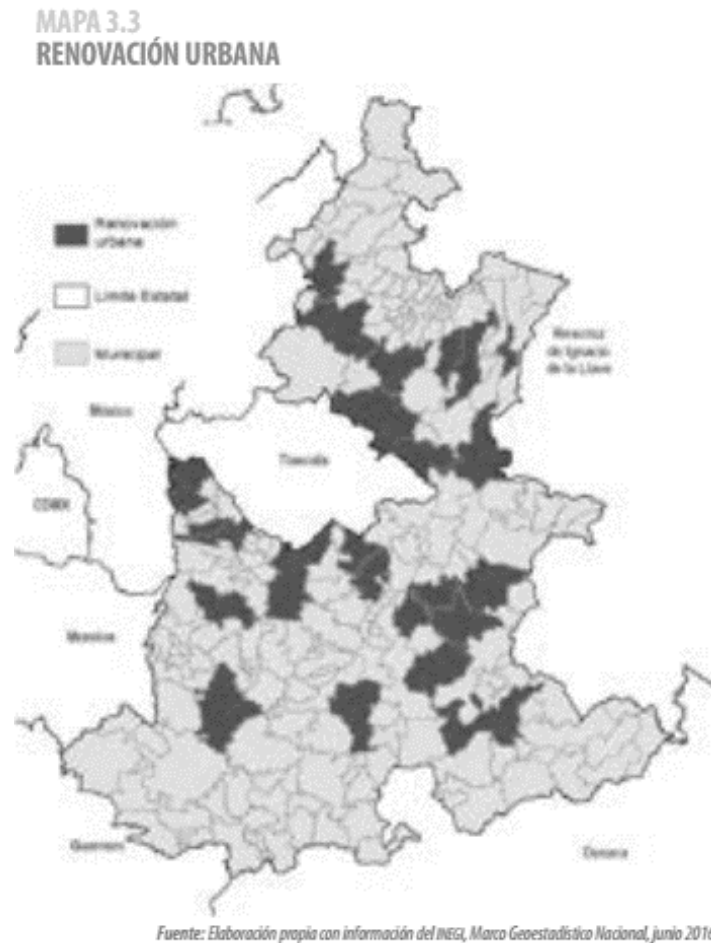 MAPA 3.3
RENOVACIÓN URBANA
Renovación
urbana
Límite Estatal
Municipal
Veracruz
de Ignacio
de la Llave
México
Tlaxcala
CDMX
Morelos
Guerrero
Oaxaca
Fuente: Elaboración propia con información del INEGI, Marco Geoestadístico Nacional, junio 2016